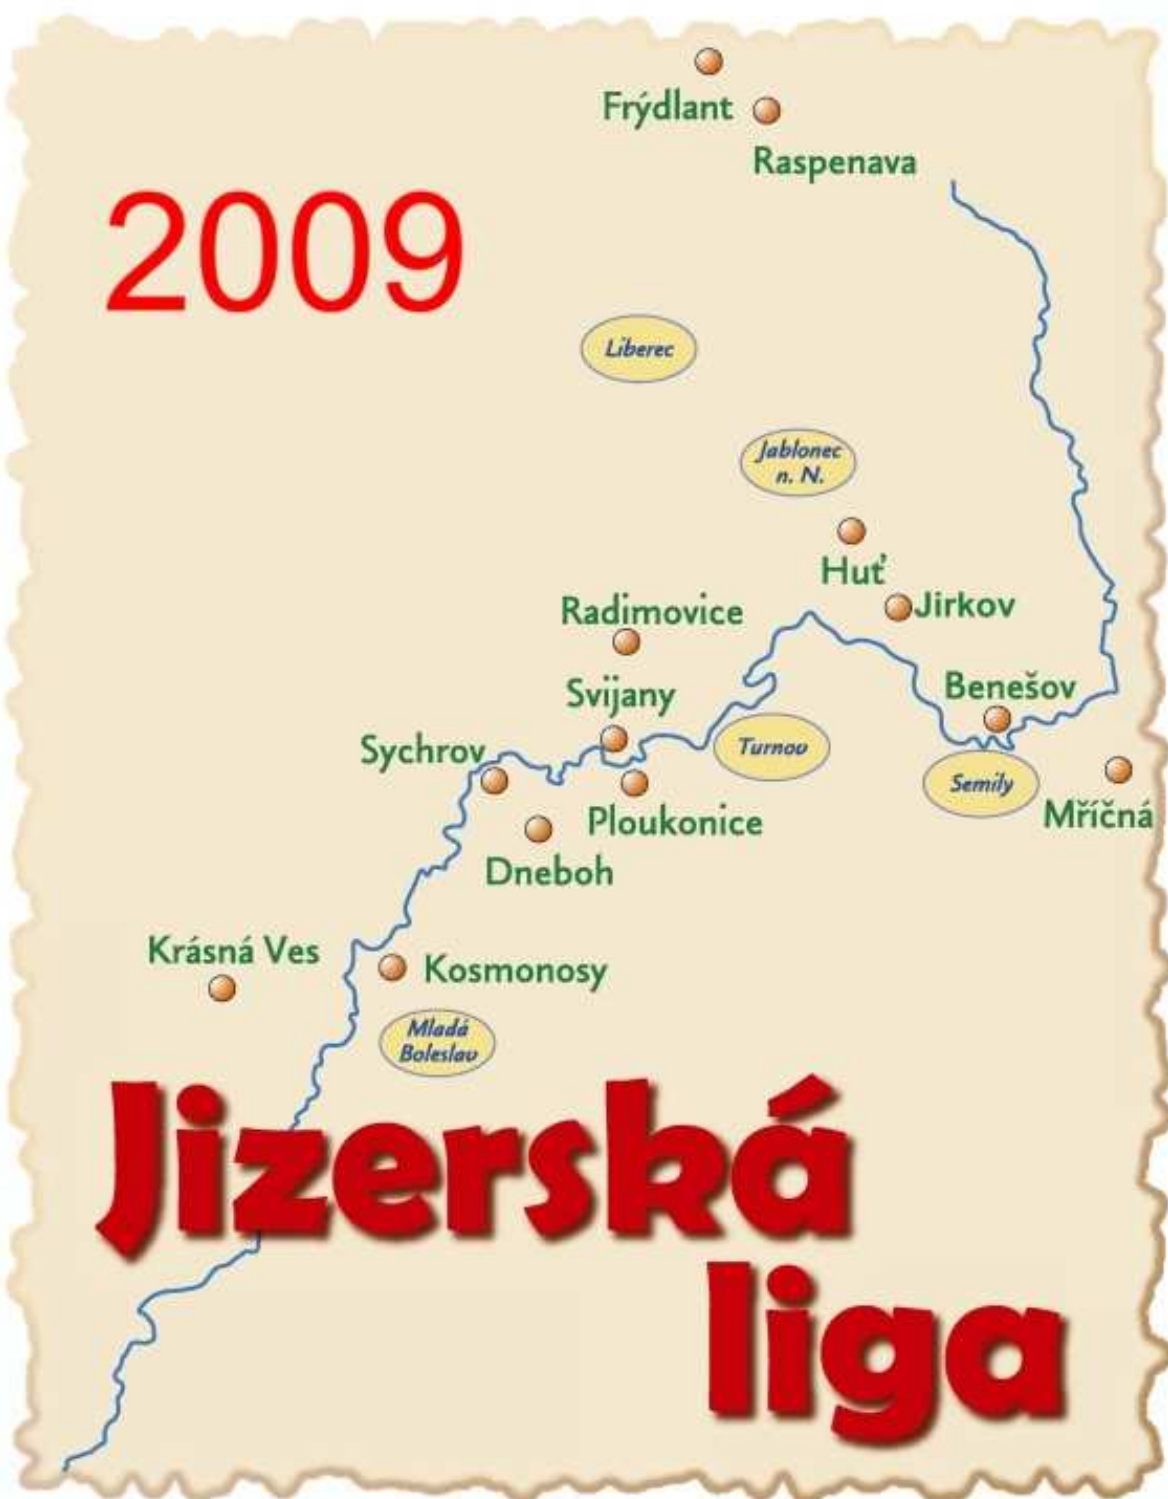 Frýdlant
Raspenava
2009
Liberec
Jablonec
n. N.
Huť
Jirkov
Radimovice
Benešov
Svijany
Sychrov
Turnov
Semily
Mříčná
Ploukonice
Dneboh
Krásná Ves
Kosmonosy
Mladá
Boleslav
Jizerská
liga